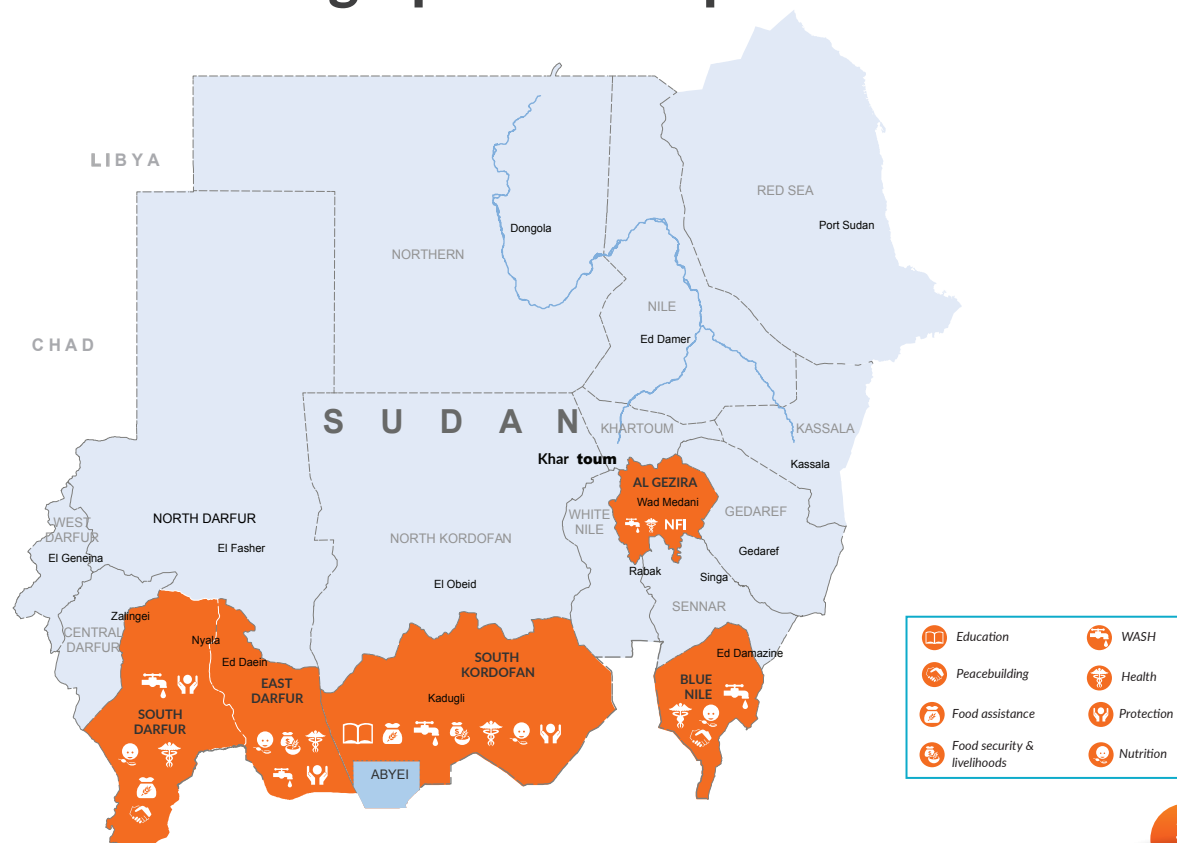 LIBYA
RED SEA
Port Sudan
Dongola
NORTHERN
NILE
Ed Damer
CHAD
SUDAN
KHARTOUM
KASSALA
Khar toum
Kassala
AL GEZIRA
Wad Medani
NFI
WHITE
NILE
GEDAREF
Gedaref
WEST
DARFUR
El Geneina
NORTH DARFUR
El Fasher
NORTH KORDOFAN
El Obeid
Rabak
Singa
SENNAR
Zalingei
CENTRAL
DARFUR
Nyala
Ed Daein
EAST
DARFUR
SOUTH
DARFUR
SOUTH
KORDOFAN
Kadugli
ABYEI
Ed Damazine
BLUE
NILE
Education
Peacebuilding
Food assistance
Food security &
livelihoods
WASH
Health
Protection
Nutrition